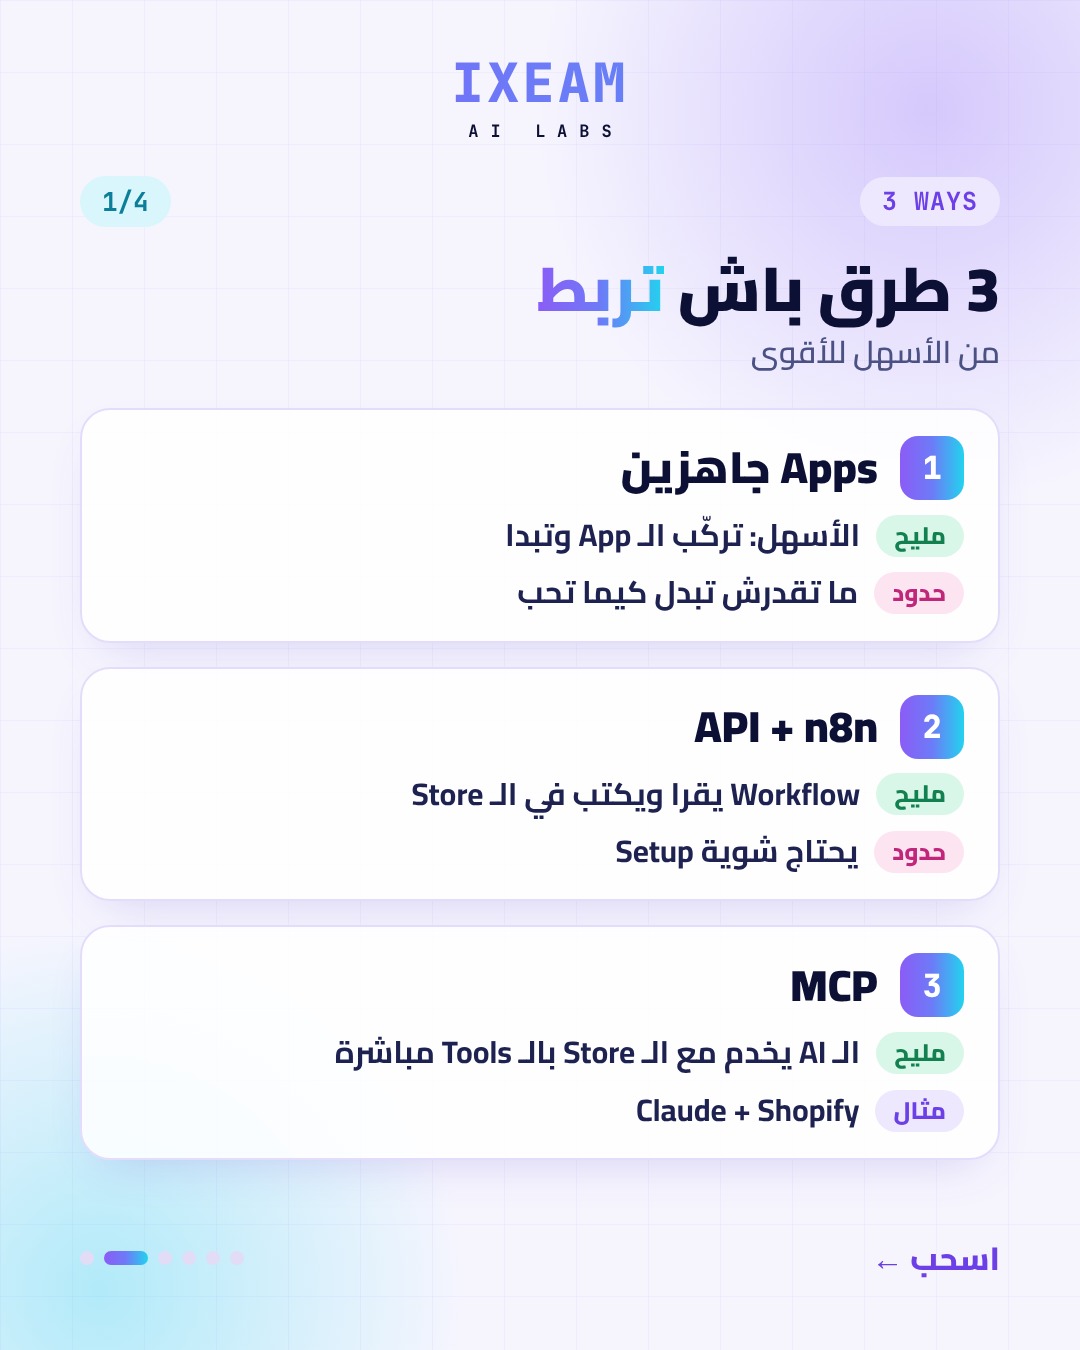 IXEAM
AI LABS
3 WAYS
1/4
3 طرق باش تربط
من الأسهل للأقوى
1
Apps جاهزين
مليح
الأسهل: تركّب الـ App وتبدا
حدود
ما تقدرش تبدل كيما تحب
2
API + n8n
مليح
Workflow يقرا ويكتب في الـ Store
حدود
يحتاج شوية Setup
3
MCP
مليح
الـ AI يخدم مع الـ Store بالـ Tools مباشرة
مثال
Claude + Shopify
اسحب ←